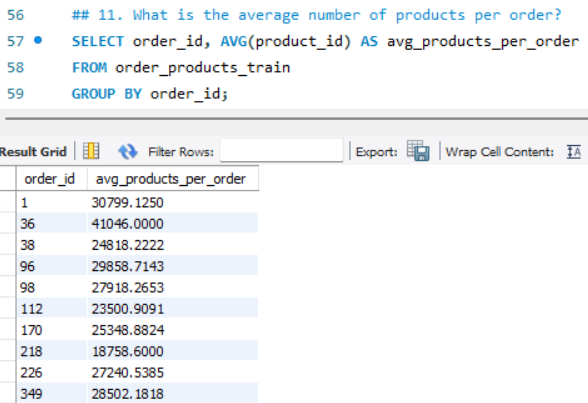 56 ## 11. What is the average number of products per order?
57 SELECT order_id, AVG(product_id) AS avg_products_per_order
58 FROM order_products_train
59 GROUP BY order_id;
Result Grid Filter Rows: Export: Wrap Cell Content: IA
order_id avg_products_per_order
1 30799.1250
36 41046.0000
38 24818.2222
96 29858.7143
98 27918.2653
112 23500.9091
170 25348.8824
218 18758.6000
226 27240.5385
349 28502.1818